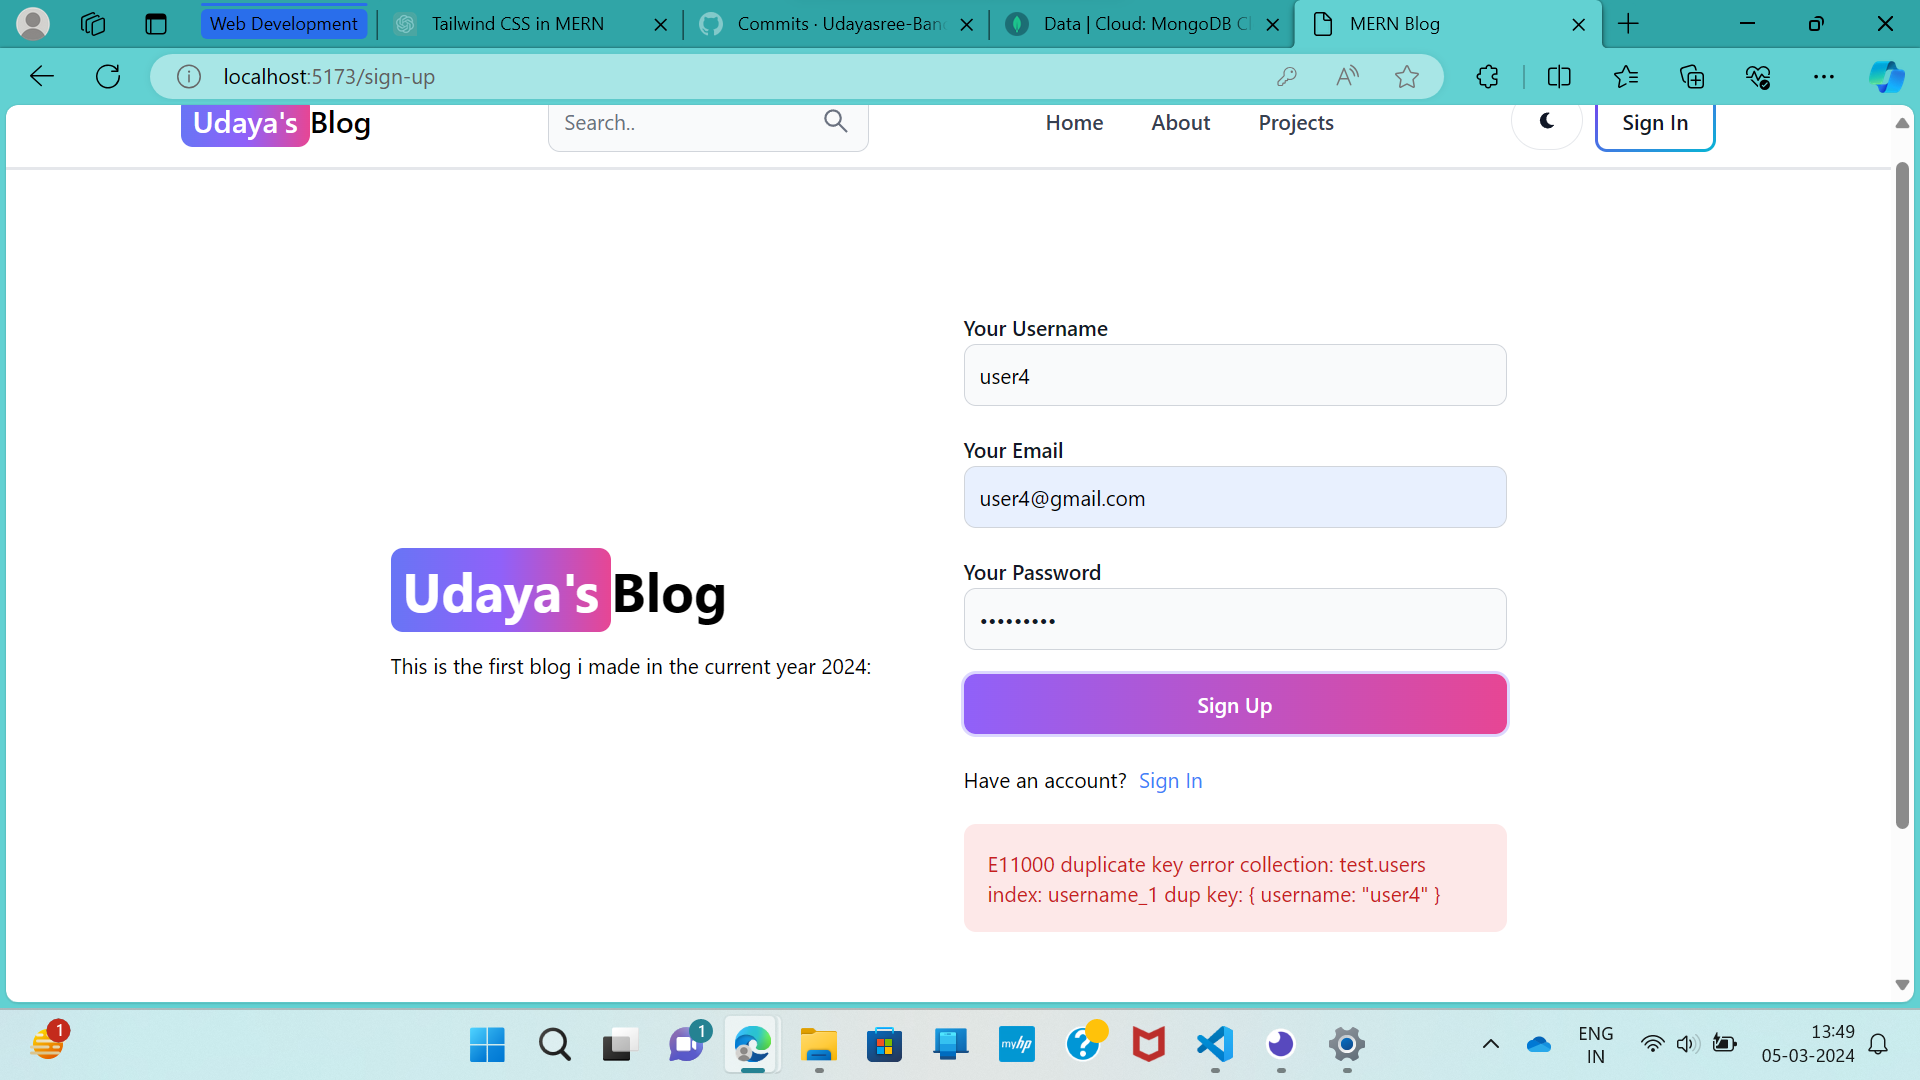 Web Development
Tailwind CSS in MERN
Commits · Udayasree-Ban
Data | Cloud: MongoDB Cl
MERN Blog
localhost:5173/sign-up
Udaya's Blog
Search..
Home
About
Projects
Sign In
Your Username
user4
Your Email
user4@gmail.com
Your Password
•••••••••
Sign Up
Have an account? Sign In
E11000 duplicate key error collection: test.users
index: username_1 dup key: { username: "user4" }
Udaya's Blog
This is the first blog i made in the current year 2024:
1
1
myhp
?
ENG
IN
13:49
05-03-2024